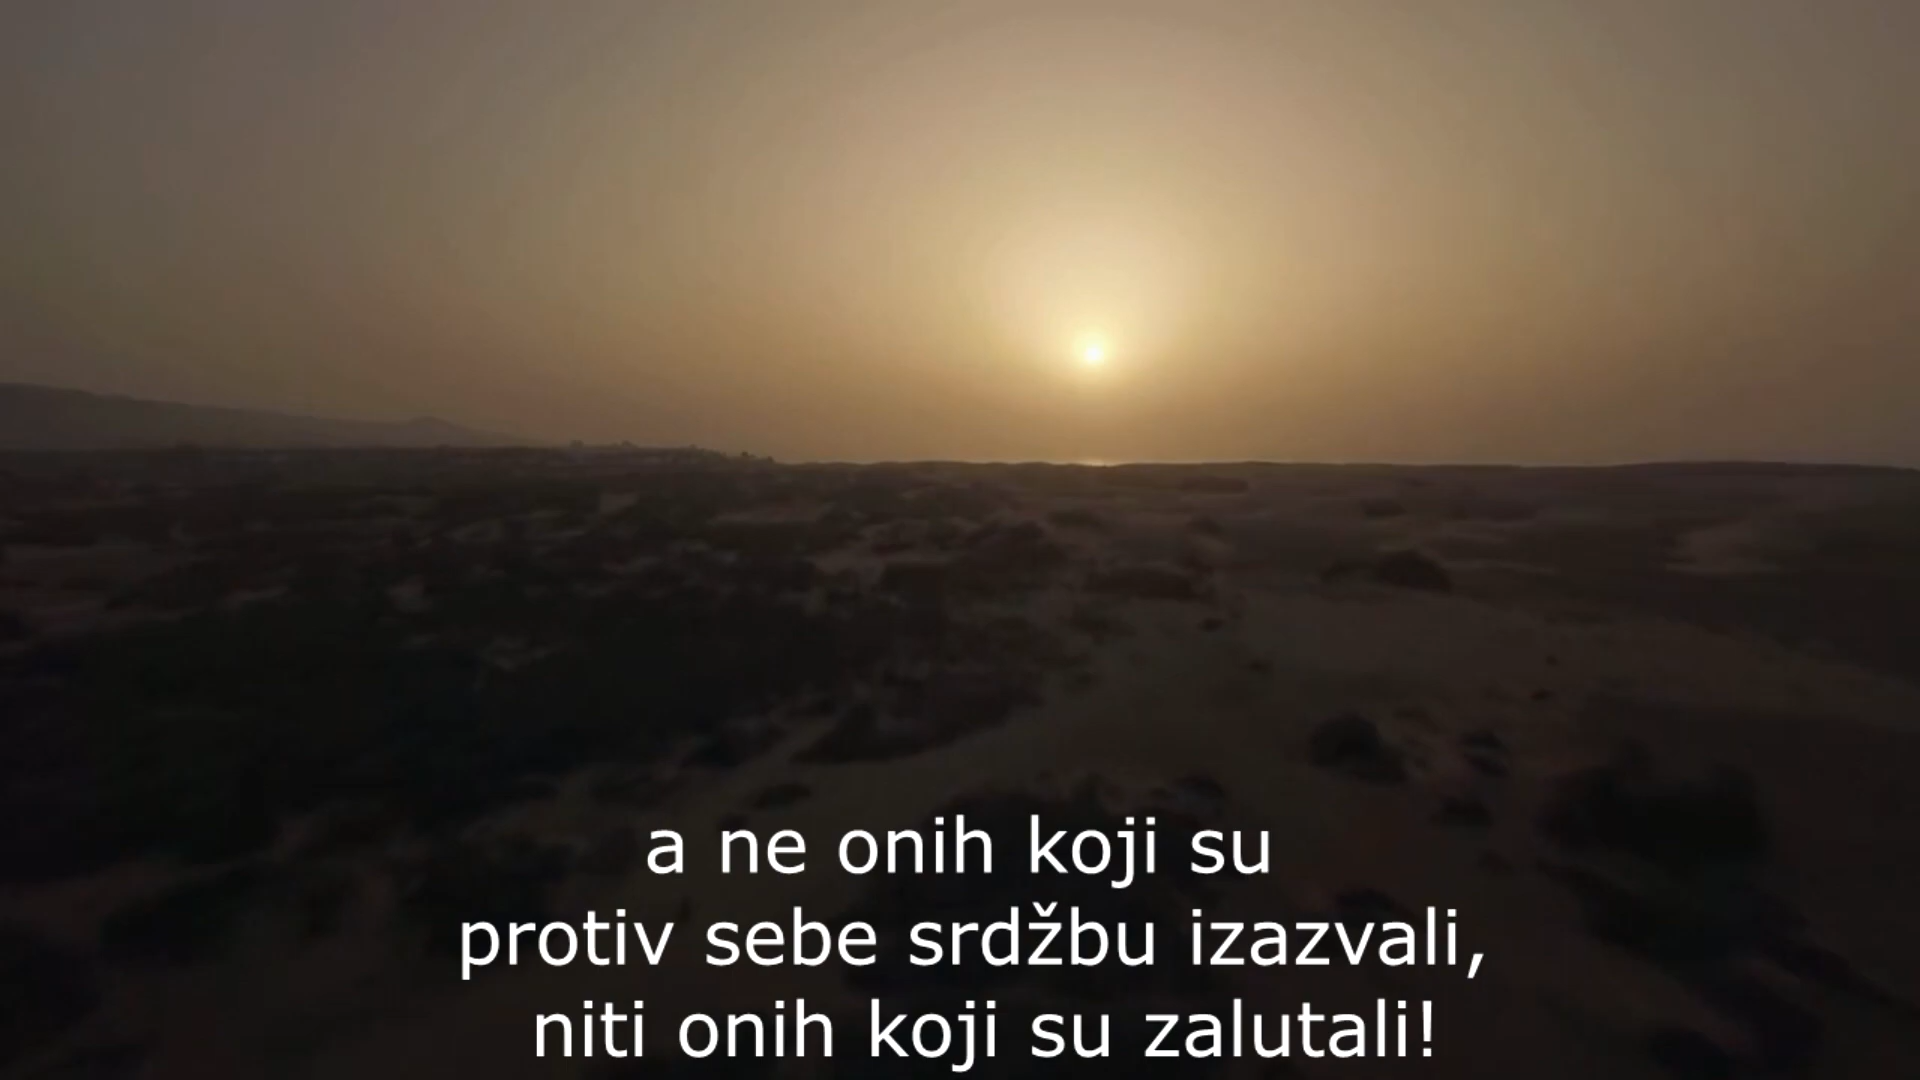 a ne onih koji su
protiv sebe srdžbu izazvali,
niti onih koji su zalutali!